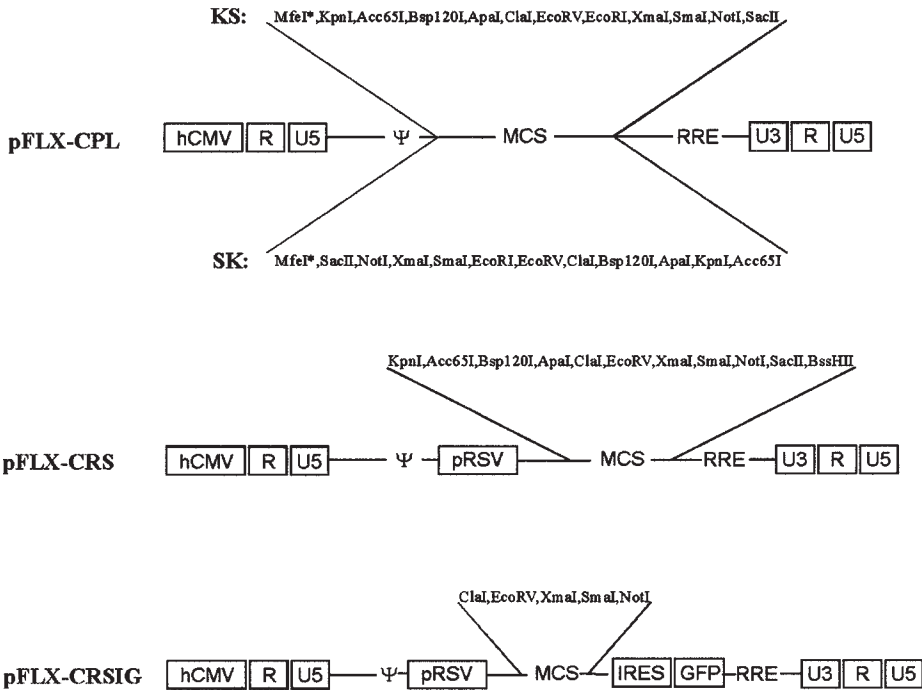 KS: MfeI*,KpnI,Acc65I,Bsp120I,ApaI,ClaI,EcoRV,EcoRI,XmaI,SmaI,NotI,SacII
pFLX-CPL hCMV R U5 Ψ MCS RRE U3 R U5
SK: MfeI*,SacII,NotI,XmaI,SmaI,EcoRI,EcoRV,ClaI,Bsp120I,ApaI,KpnI,Acc65I
KpnI,Acc65I,Bsp120I,ApaI,ClaI,EcoRV,XmaI,SmaI,NotI,SacII,BssHII
pFLX-CRS hCMV R U5 Ψ pRSV MCS RRE U3 R U5
ClaI,EcoRV,XmaI,SmaI,NotI
pFLX-CRSIG hCMV R U5 Ψ pRSV MCS IRES GFP RRE U3 R U5